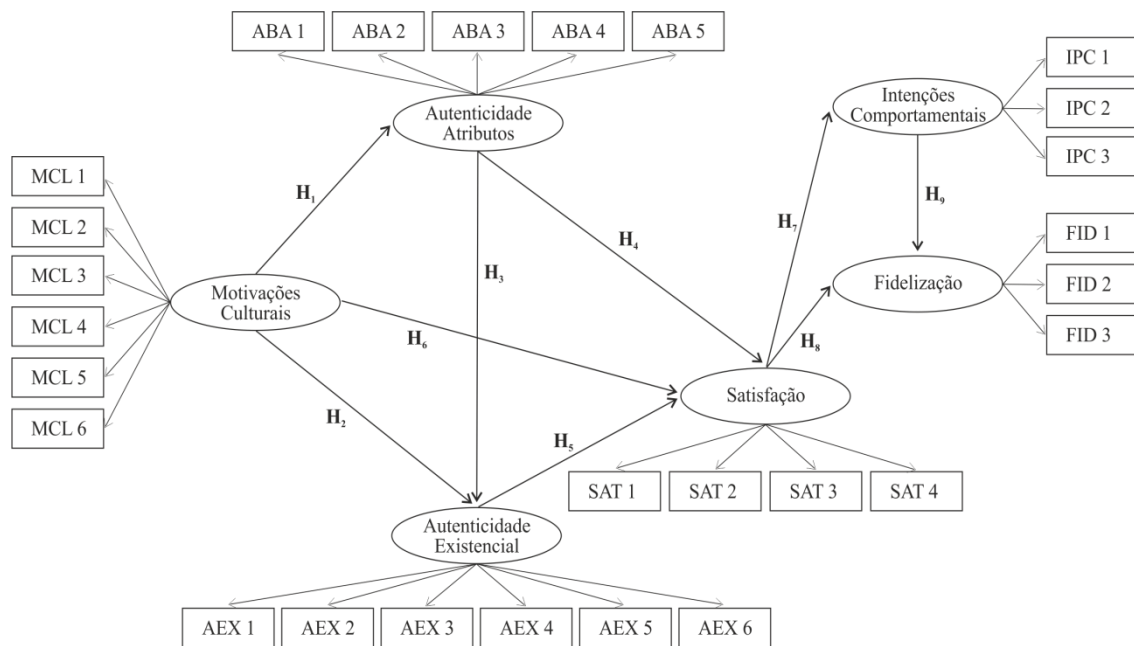 ABA 1
ABA 2
ABA 3
ABA 4
ABA 5
Autenticidade
Atributos
Intenções
Comportamentais
IPC 1
IPC 2
IPC 3
MCL 1
MCL 2
MCL 3
MCL 4
MCL 5
MCL 6
Motivações
Culturais
H1
H2
H3
H4
H5
H6
H7
H8
H9
Fidelização
FID 1
FID 2
FID 3
Satisfação
SAT 1
SAT 2
SAT 3
SAT 4
Autenticidade
Existencial
AEX 1
AEX 2
AEX 3
AEX 4
AEX 5
AEX 6